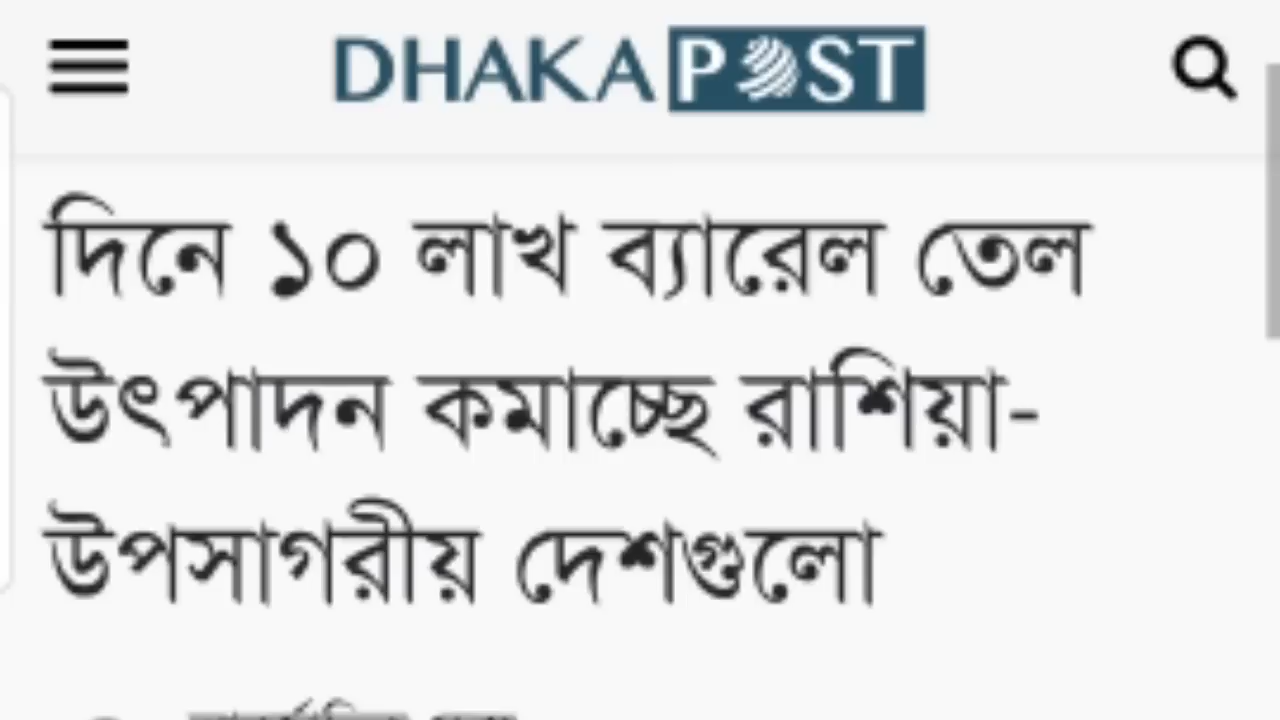 DHAKA POST
দিনে ১০ লাখ ব্যারেল তেল
উৎপাদন কমাচ্ছে রাশিয়া-
উপসাগরীয় দেশগুলো